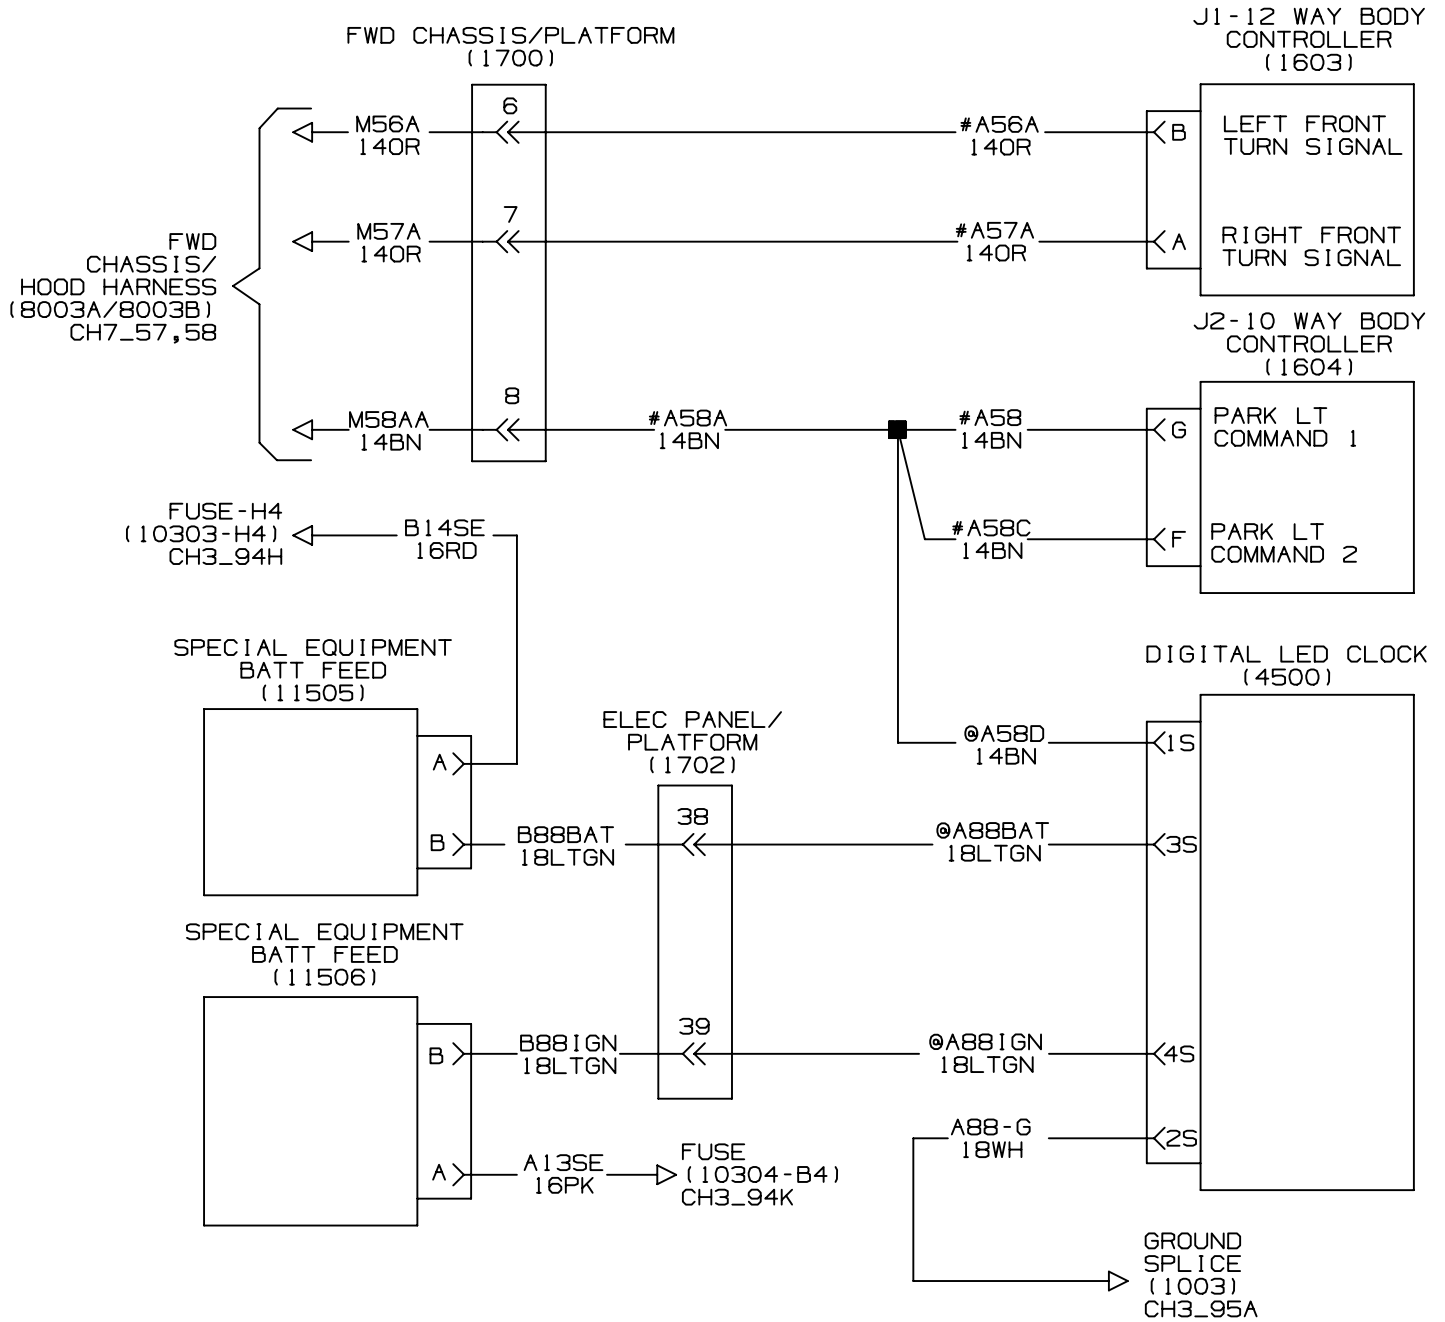 FWD CHASSIS/PLATFORM
(1700)
J1-12 WAY BODY
CONTROLLER
(1603)
6
M56A
14OR
#A56A
14OR
B
LEFT FRONT
TURN SIGNAL
7
M57A
14OR
#A57A
14OR
A
RIGHT FRONT
TURN SIGNAL
FWD
CHASSIS/
HOOD HARNESS
(8003A/8003B)
CH7_57,58
J2-10 WAY BODY
CONTROLLER
(1604)
8
M58AA
14BN
#A58A
14BN
#A58
14BN
G
PARK LT
COMMAND 1
FUSE-H4
(10303-H4)
CH3_94H
B14SE
16RD
#A58C
14BN
F
PARK LT
COMMAND 2
SPECIAL EQUIPMENT
BATT FEED
(11505)
DIGITAL LED CLOCK
(4500)
A
ELEC PANEL/
PLATFORM
(1702)
@A58D
14BN
1S
B
B88BAT
18LTGN
38
@A88BAT
18LTGN
3S
SPECIAL EQUIPMENT
BATT FEED
(11506)
B
B88IGN
18LTGN
39
@A88IGN
18LTGN
4S
A88-G
18WH
2S
A
A13SE
16PK
FUSE
(10304-B4)
CH3_94K
GROUND
SPLICE
(1003)
CH3_95A